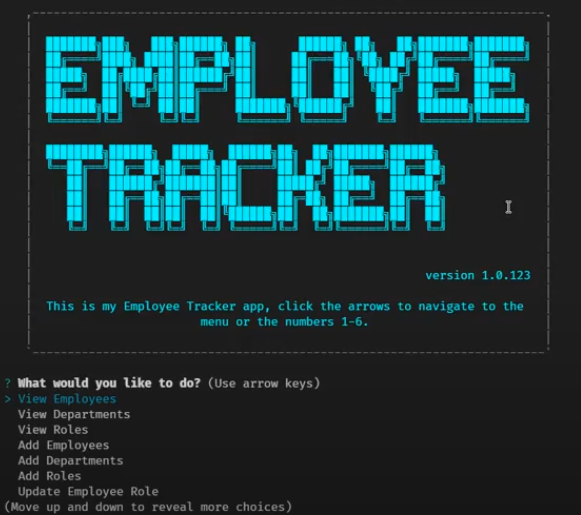 EMPLOYEE
TRACKER
version 1.0.123
This is my Employee Tracker app, click the arrows to navigate to the
menu or the numbers 1-6.
? What would you like to do? (Use arrow keys)
> View Employees
View Departments
View Roles
Add Employees
Add Departments
Add Roles
Update Employee Role
(Move up and down to reveal more choices)